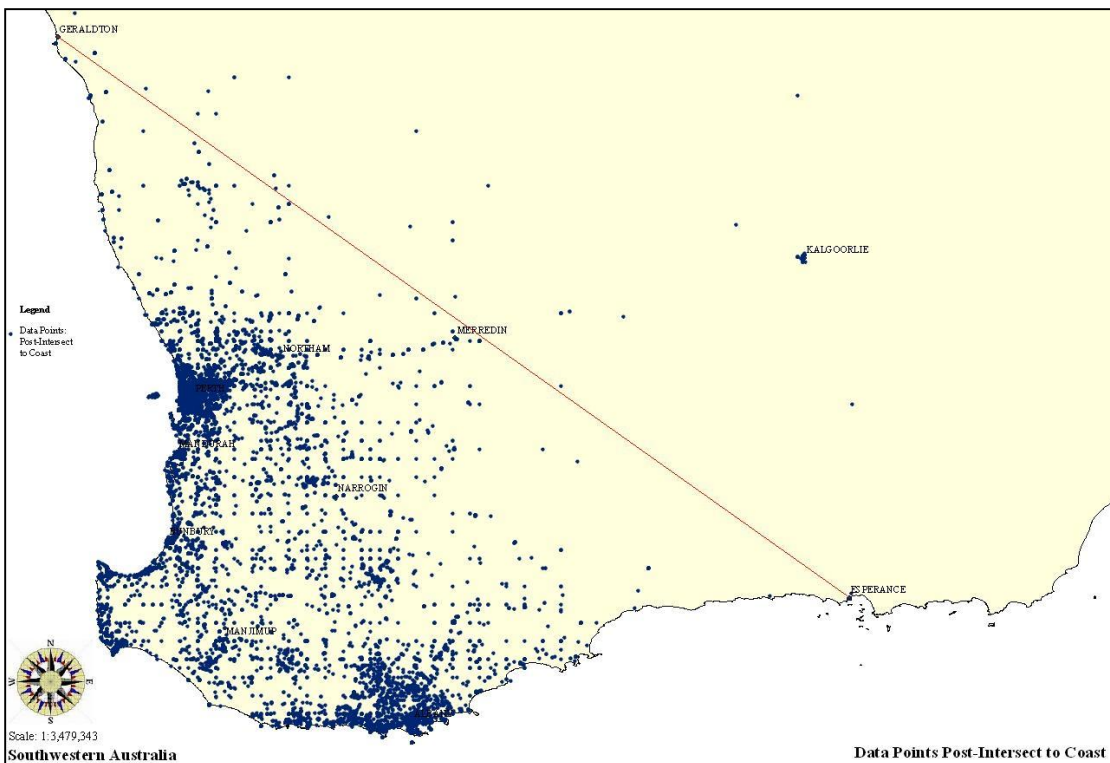 GERALDTON
KALGOORLIE
Legend
Data Points:
Post-Intersect
to Coast
MERREDIN
NORTHAM
PERTH
MANDURAH
NARROGIN
BUNBURY
ESPERANCE
MANJIMUP
N
W
E
S
ALBANY
Scale: 1:3,479,343
Southwestern Australia
Data Points Post-Intersect to Coast